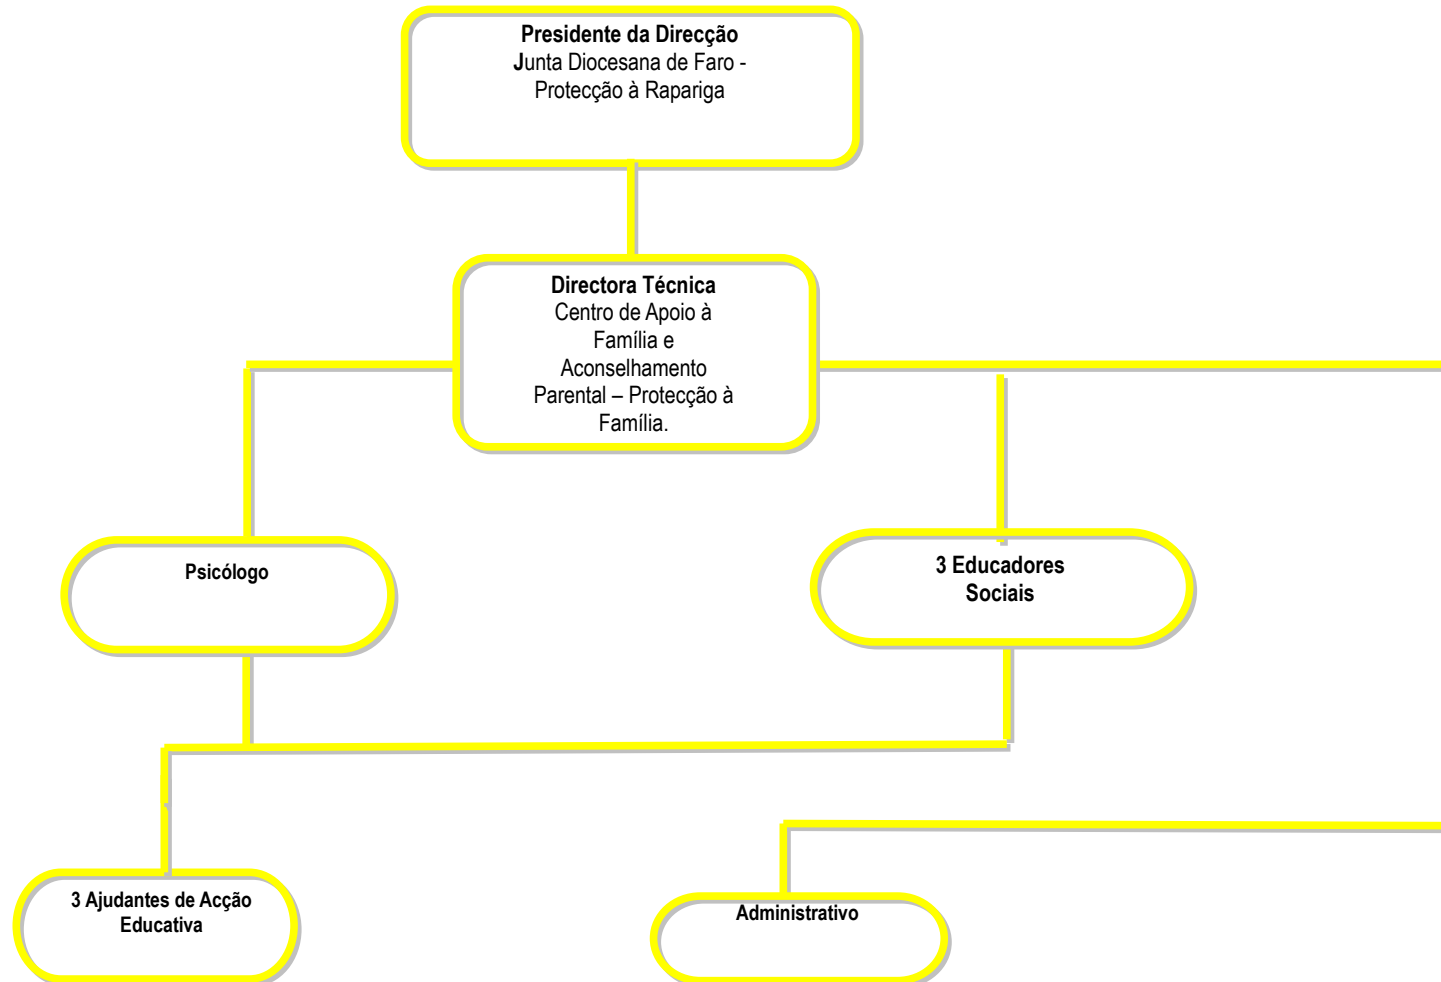 Presidente da Direcção
Junta Diocesana de Faro -
Protecção à Rapariga
Directora Técnica
Centro de Apoio à
Família e
Aconselhamento
Parental – Protecção à
Família.
Psicólogo
3 Educadores
Sociais
3 Ajudantes de Acção
Educativa
Administrativo